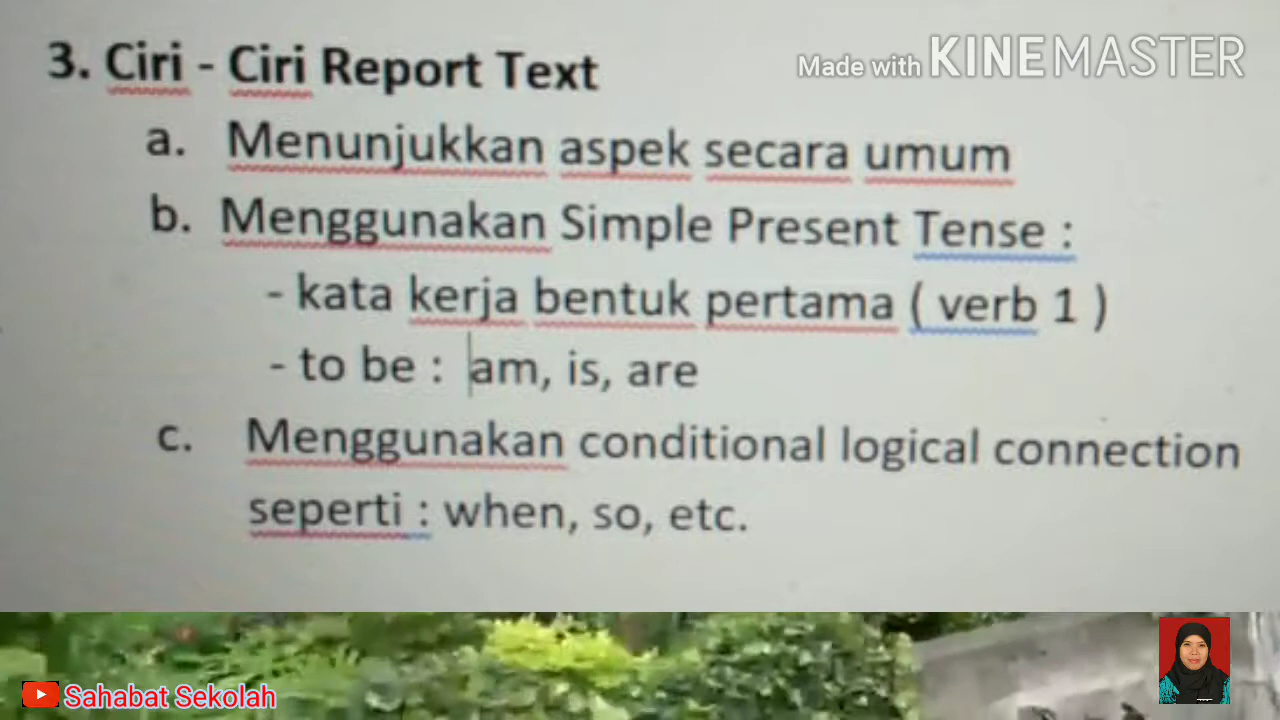 3. Ciri - Ciri Report Text
Made with KINEMASTER
a. Menunjukkan aspek secara umum
b. Menggunakan Simple Present Tense :
- kata kerja bentuk pertama ( verb 1 )
- to be : am, is, are
c. Menggunakan conditional logical connection
seperti : when, so, etc.
Sahabat Sekolah